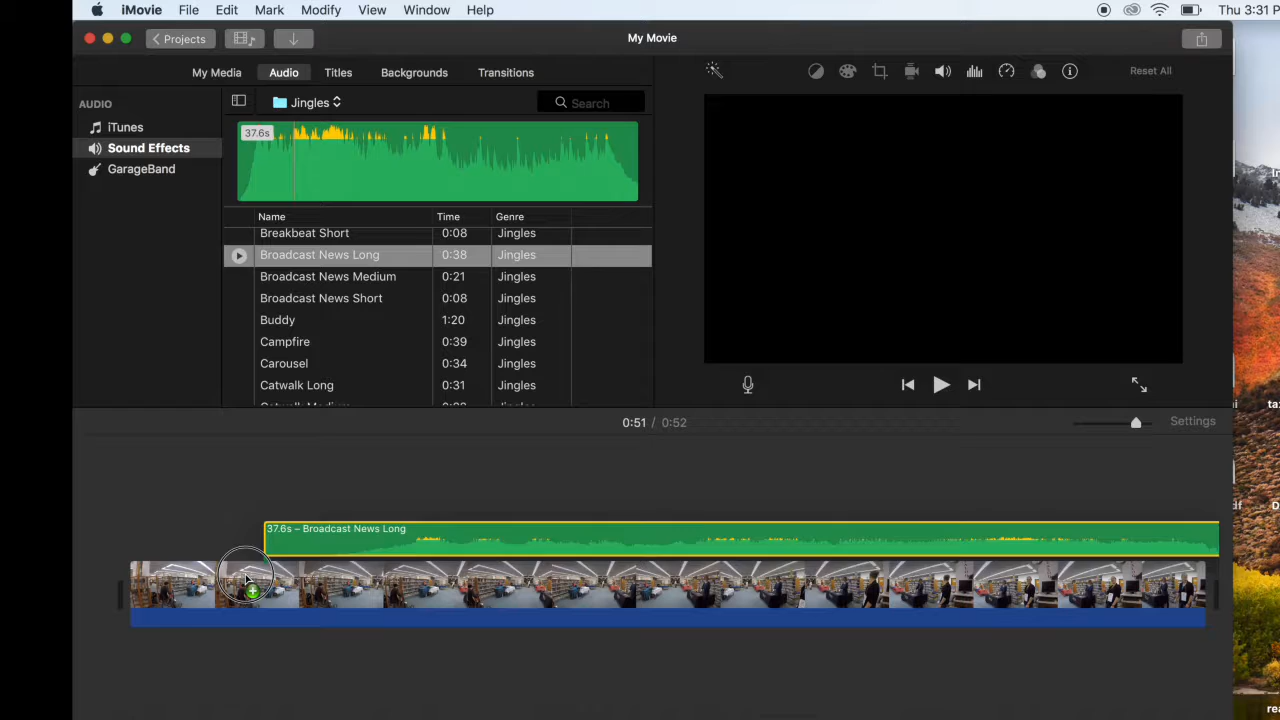 iMovie File Edit Mark Modify View Window Help Thu 3:31 P
Projects My Movie
My Media Audio Titles Backgrounds Transitions Reset All
AUDIO
Jingles Search
iTunes
Sound Effects
GarageBand
37.6s
Name Time Genre
Breakbeat Short 0:08 Jingles
Broadcast News Long 0:38 Jingles
Broadcast News Medium 0:21 Jingles
Broadcast News Short 0:08 Jingles
Buddy 1:20 Jingles
Campfire 0:39 Jingles
Carousel 0:34 Jingles
Catwalk Long 0:31 Jingles
0:51 / 0:52 Settings
37.6s – Broadcast News Long